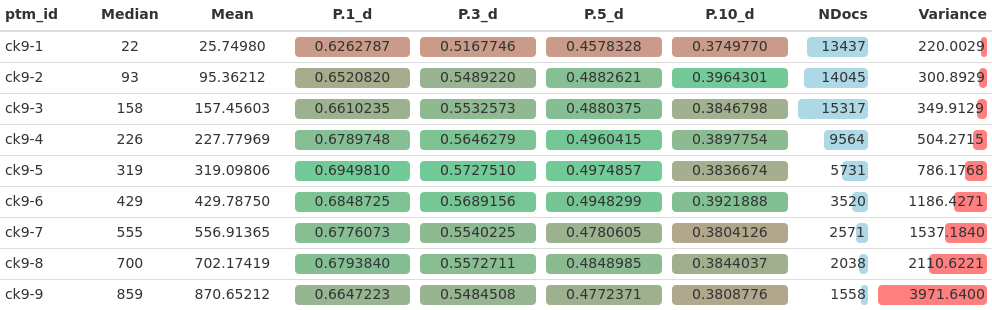 ptm_id Median Mean P.1_d P.3_d P.5_d P.10_d NDocs Variance
ck9-1 22 25.74980 0.6262787 0.5167746 0.4578328 0.3749770 13437 220.0029
ck9-2 93 95.36212 0.6520820 0.5489220 0.4882621 0.3964301 14045 300.8929
ck9-3 158 157.45603 0.6610235 0.5532573 0.4880375 0.3846798 15317 349.9129
ck9-4 226 227.77969 0.6789748 0.5646279 0.4960415 0.3897754 9564 504.2715
ck9-5 319 319.09806 0.6949810 0.5727510 0.4974857 0.3836674 5731 786.1768
ck9-6 429 429.78750 0.6848725 0.5689156 0.4948299 0.3921888 3520 1186.4271
ck9-7 555 556.91365 0.6776073 0.5540225 0.4780605 0.3804126 2571 1537.1840
ck9-8 700 702.17419 0.6793840 0.5572711 0.4848985 0.3844037 2038 2110.6221
ck9-9 859 870.65212 0.6647223 0.5484508 0.4772371 0.3808776 1558 3971.6400